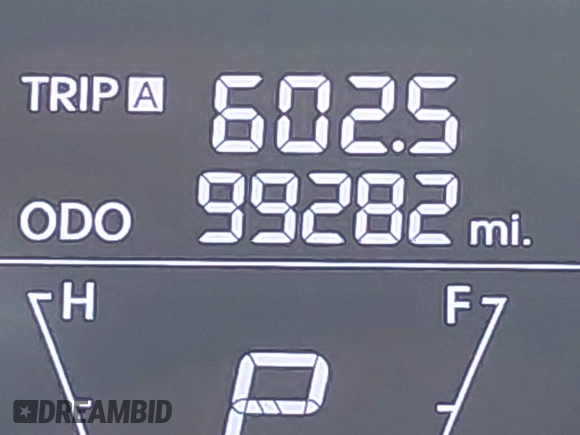 TRIP A 602.5
ODO 99282 mi.
H F
P
DREAMBID